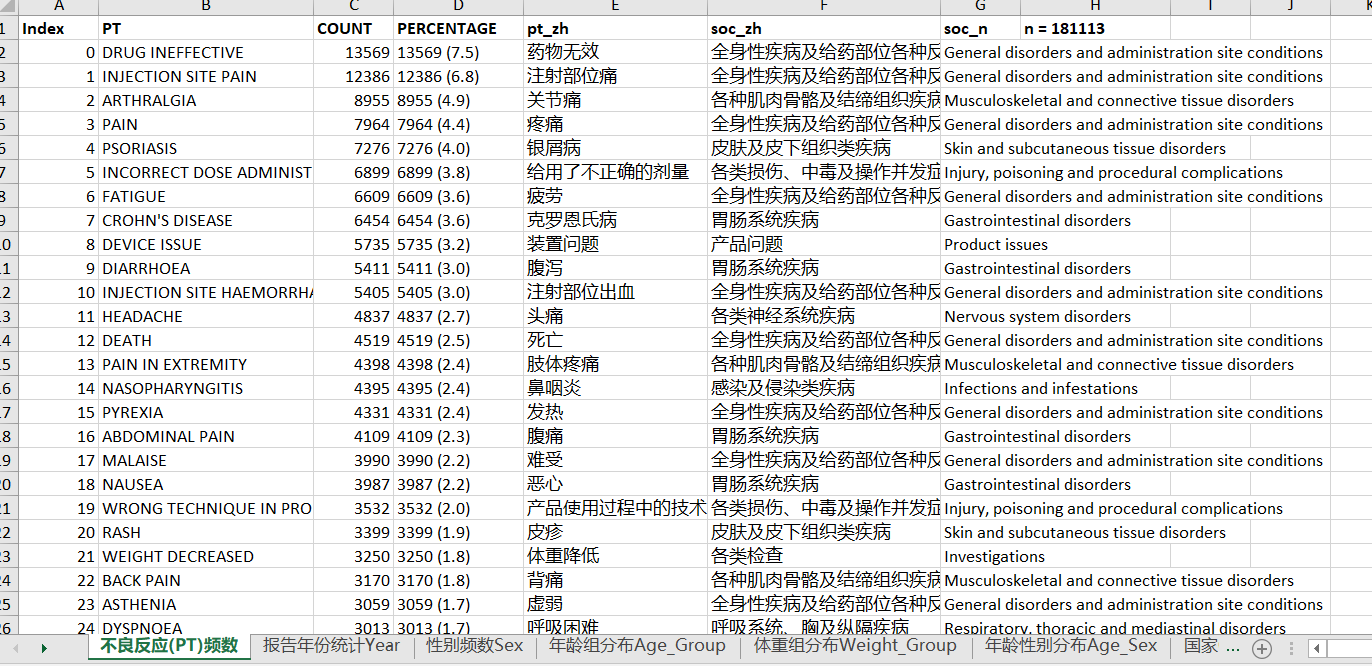 A B C D E F G H I J K
1 Index PT COUNT PERCENTAGE pt_zh soc_zh soc_n n = 181113
2 0 DRUG INEFFECTIVE 13569 13569 (7.5) 药物无效 全身性疾病及给药部位各种反 General disorders and administration site conditions
3 1 INJECTION SITE PAIN 12386 12386 (6.8) 注射部位痛 全身性疾病及给药部位各种反 General disorders and administration site conditions
4 2 ARTHRALGIA 8955 8955 (4.9) 关节痛 各种肌肉骨骼及结缔组织疾病 Musculoskeletal and connective tissue disorders
5 3 PAIN 7964 7964 (4.4) 疼痛 全身性疾病及给药部位各种反 General disorders and administration site conditions
6 4 PSORIASIS 7276 7276 (4.0) 银屑病 皮肤及皮下组织类疾病 Skin and subcutaneous tissue disorders
7 5 INCORRECT DOSE ADMINIST 6899 6899 (3.8) 给用了不正确的剂量 各类损伤、中毒及操作并发症 Injury, poisoning and procedural complications
8 6 FATIGUE 6609 6609 (3.6) 疲劳 全身性疾病及给药部位各种反 General disorders and administration site conditions
9 7 CROHN'S DISEASE 6454 6454 (3.6) 克罗恩氏病 胃肠系统疾病 Gastrointestinal disorders
10 8 DEVICE ISSUE 5735 5735 (3.2) 装置问题 产品问题 Product issues
11 9 DIARRHOEA 5411 5411 (3.0) 腹泻 胃肠系统疾病 Gastrointestinal disorders
12 10 INJECTION SITE HAEMORRHA 5405 5405 (3.0) 注射部位出血 全身性疾病及给药部位各种反 General disorders and administration site conditions
13 11 HEADACHE 4837 4837 (2.7) 头痛 各类神经系统疾病 Nervous system disorders
14 12 DEATH 4519 4519 (2.5) 死亡 全身性疾病及给药部位各种反 General disorders and administration site conditions
15 13 PAIN IN EXTREMITY 4398 4398 (2.4) 肢体疼痛 各种肌肉骨骼及结缔组织疾病 Musculoskeletal and connective tissue disorders
16 14 NASOPHARYNGITIS 4395 4395 (2.4) 鼻咽炎 感染及侵染类疾病 Infections and infestations
17 15 PYREXIA 4331 4331 (2.4) 发热 全身性疾病及给药部位各种反 General disorders and administration site conditions
18 16 ABDOMINAL PAIN 4109 4109 (2.3) 腹痛 胃肠系统疾病 Gastrointestinal disorders
19 17 MALAISE 3990 3990 (2.2) 难受 全身性疾病及给药部位各种反 General disorders and administration site conditions
20 18 NAUSEA 3987 3987 (2.2) 恶心 胃肠系统疾病 Gastrointestinal disorders
21 19 WRONG TECHNIQUE IN PRO 3532 3532 (2.0) 产品使用过程中的技术 各类损伤、中毒及操作并发症 Injury, poisoning and procedural complications
22 20 RASH 3399 3399 (1.9) 皮疹 皮肤及皮下组织类疾病 Skin and subcutaneous tissue disorders
23 21 WEIGHT DECREASED 3250 3250 (1.8) 体重降低 各类检查 Investigations
24 22 BACK PAIN 3170 3170 (1.8) 背痛 各种肌肉骨骼及结缔组织疾病 Musculoskeletal and connective tissue disorders
25 23 ASTHENIA 3059 3059 (1.7) 虚弱 全身性疾病及给药部位各种反 General disorders and administration site conditions
26 24 DYSPNOEA 3013 3013 (1.7) 呼吸困难 呼吸系统、胸及纵隔疾病 Respiratory, thoracic and mediastinal disorders
不良反应(PT)频数 报告年份统计Year 性别频数Sex 年龄组分布Age_Group 体重组分布Weight_Group 年龄性别分布Age_Sex 国家 ...